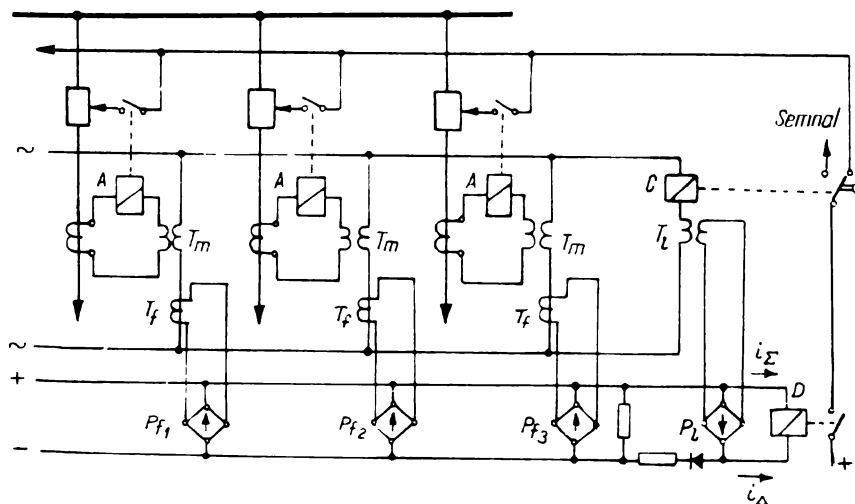 Semnal
~
A
A
A
C
T_m
T_m
T_m
T_l
T_f
T_f
T_f
~
i_Σ
+
D
P_f1
P_f2
P_f3
P_l
−
+
i_Δ